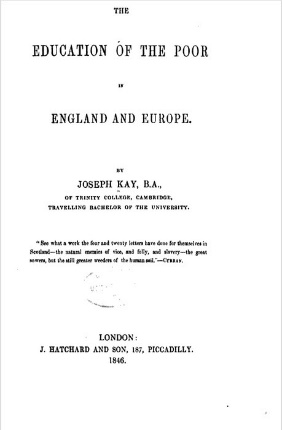 THE
EDUCATION OF THE POOR
IN
ENGLAND AND EUROPE.
BY
JOSEPH KAY, B.A.,
OF TRINITY COLLEGE, CAMBRIDGE,
TRAVELLING BACHELOR OF THE UNIVERSITY.
"See what a work the four and twenty letters have done for themselves in
Scotland—the natural enemies of vice, and folly, and slavery—the great
sowers, but the still greater weeders of the human soil."—
LONDON:
J. HATCHARD AND SON, 187, PICCADILLY.
1846.